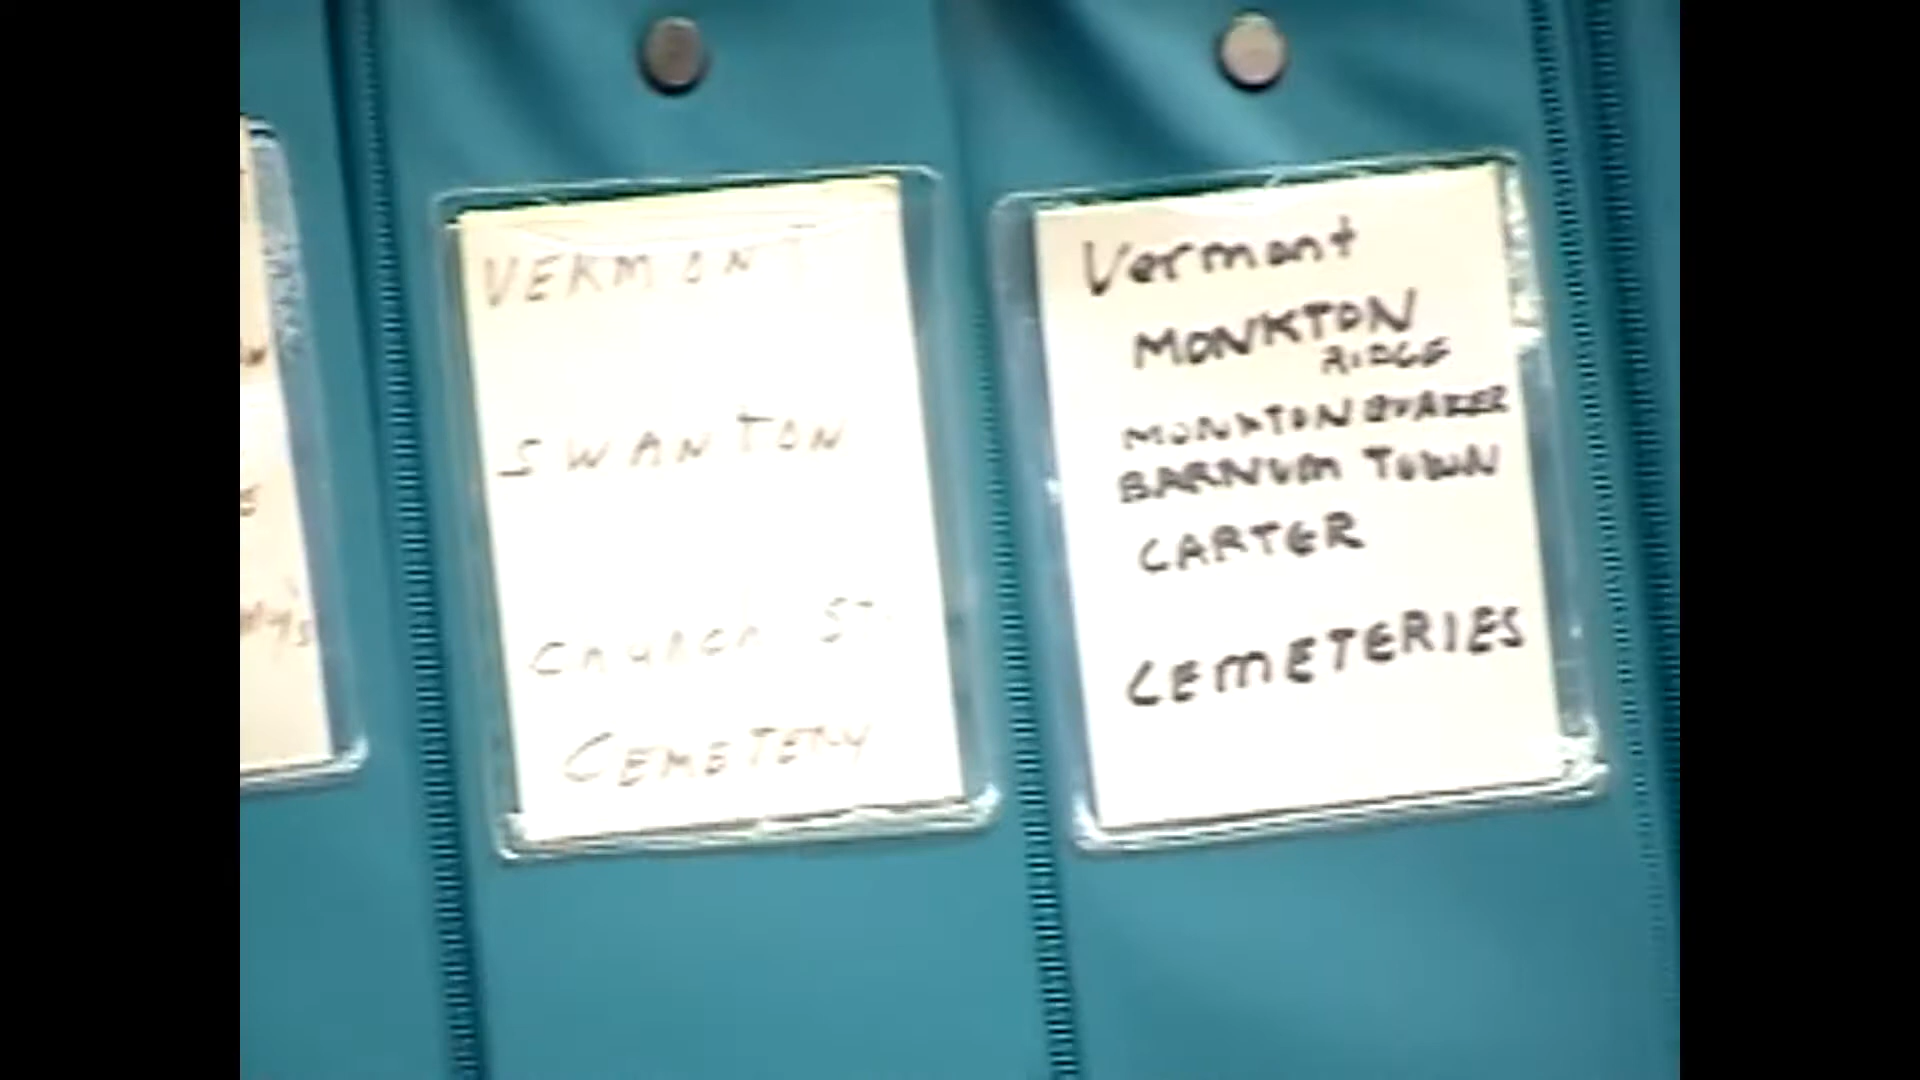 VERMONT
SWANTON
Church St.
CEMETERY
Vermont
MONKTON
RIDGE
MONKTON QUAKER
BARNUM TOWN
CARTER
CEMETERIES